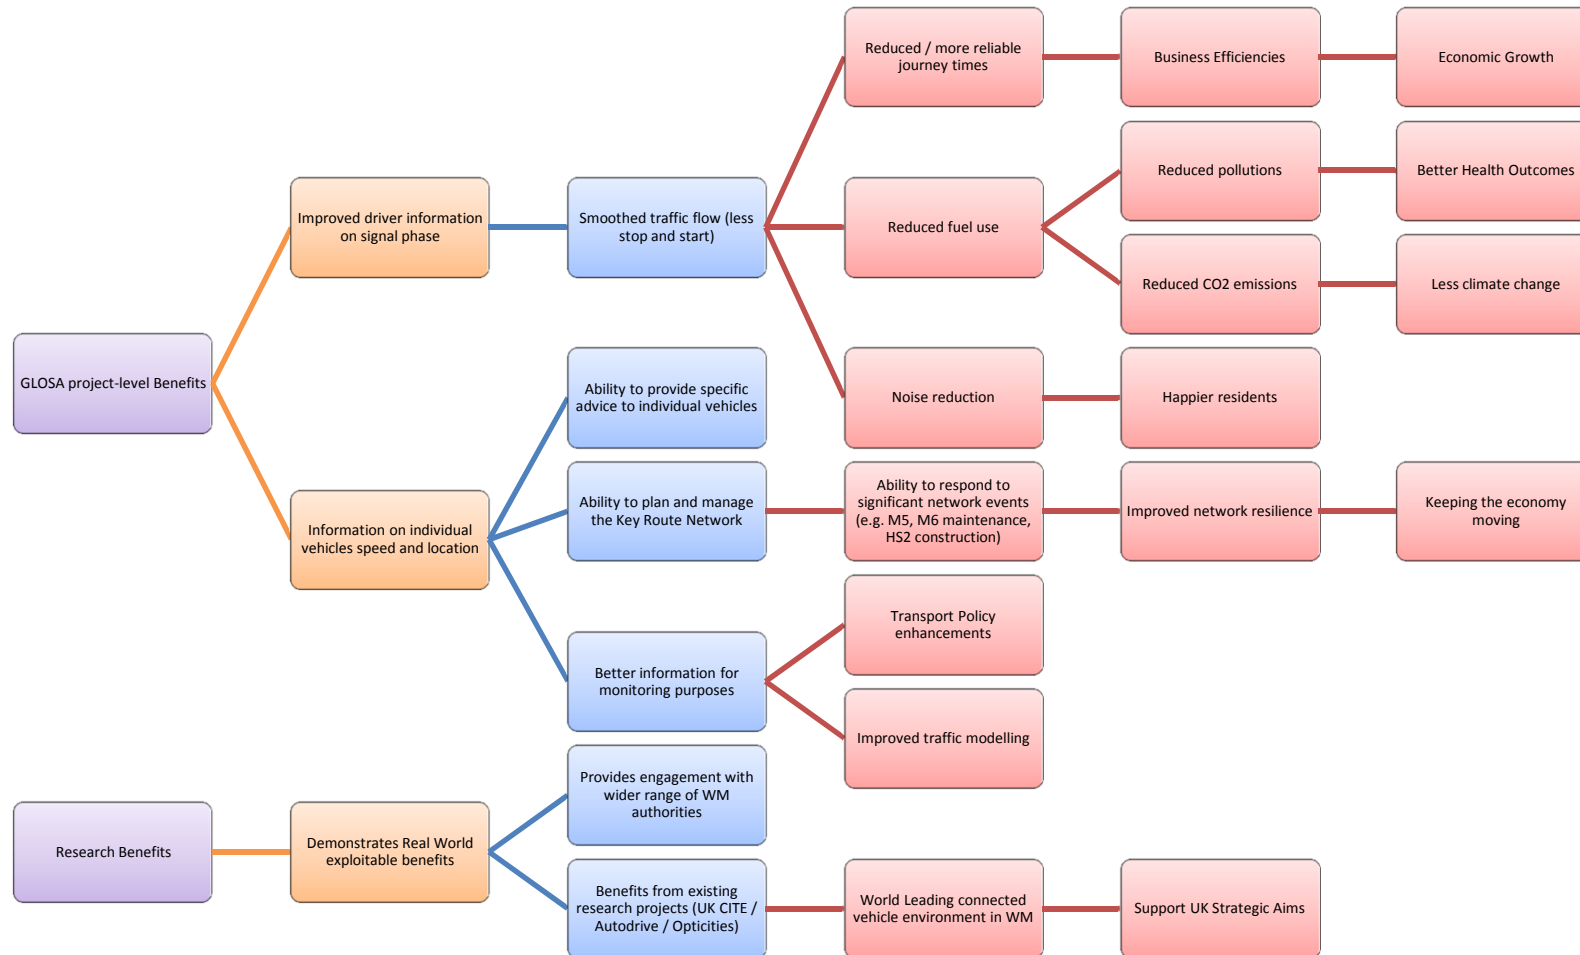 Reduced / more reliable
journey times
Business Efficiencies
Economic Growth
Reduced pollutions
Better Health Outcomes
Improved driver information
on signal phase
Smoothed traffic flow (less
stop and start)
Reduced fuel use
Reduced CO2 emissions
Less climate change
GLOSA project-level Benefits
Ability to provide specific
advice to individual vehicles
Noise reduction
Happier residents
Information on individual
vehicles speed and location
Ability to plan and manage
the Key Route Network
Ability to respond to
significant network events
(e.g. M5, M6 maintenance,
HS2 construction)
Improved network resilience
Keeping the economy
moving
Better information for
monitoring purposes
Transport Policy
enhancements
Improved traffic modelling
Research Benefits
Demonstrates Real World
exploitable benefits
Provides engagement with
wider range of WM
authorities
Benefits from existing
research projects (UK CITE /
Autodrive / Opticities)
World Leading connected
vehicle environment in WM
Support UK Strategic Aims